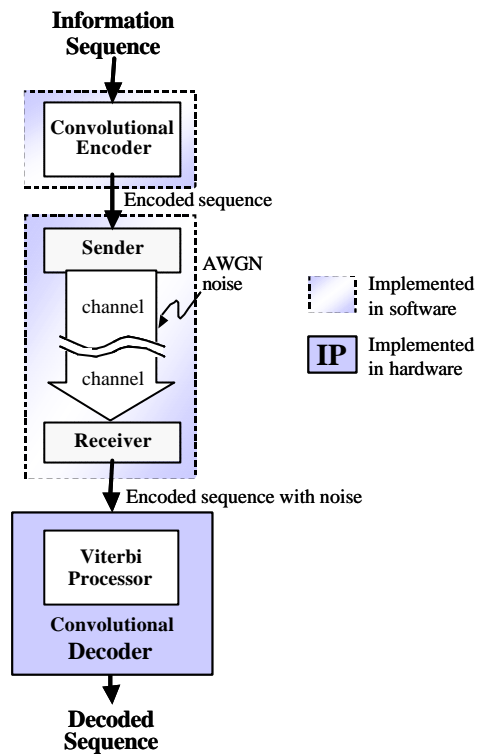 Information
Sequence
Convolutional
Encoder
Encoded sequence
Sender
AWGN
noise
channel
channel
Receiver
Implemented
in software
IP
Implemented
in hardware
Encoded sequence with noise
Viterbi
Processor
Convolutional
Decoder
Decoded
Sequence